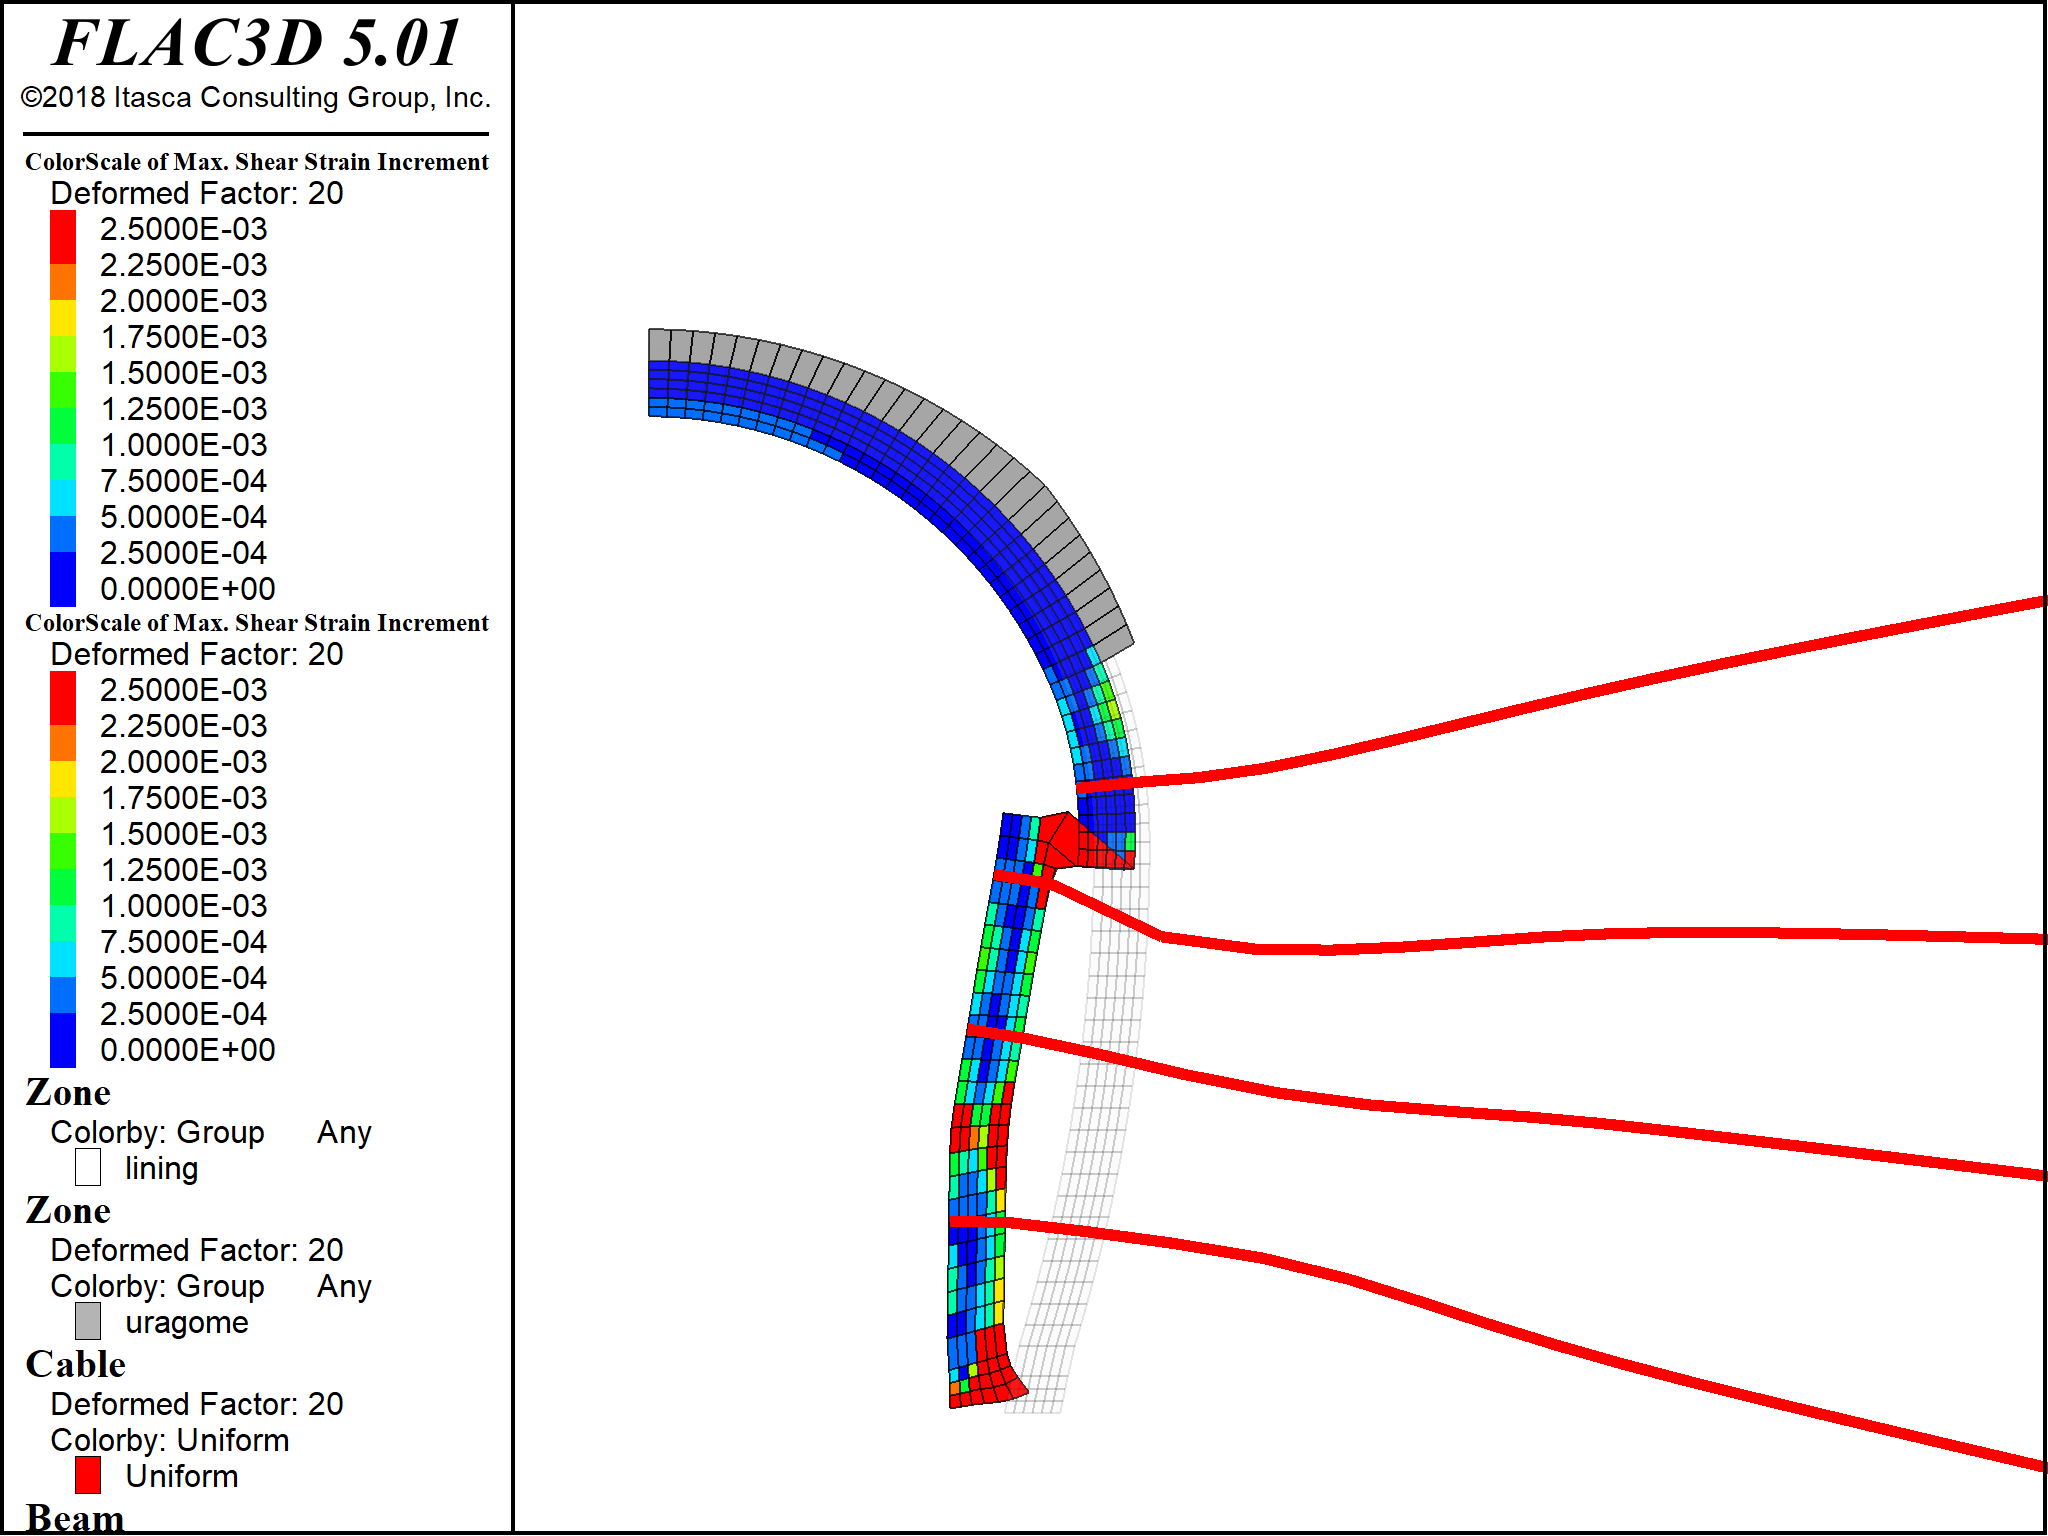 FLAC3D 5.01
©2018 Itasca Consulting Group, Inc.
ColorScale of Max. Shear Strain Increment
Deformed Factor: 20
2.5000E-03
2.2500E-03
2.0000E-03
1.7500E-03
1.5000E-03
1.2500E-03
1.0000E-03
7.5000E-04
5.0000E-04
2.5000E-04
0.0000E+00
ColorScale of Max. Shear Strain Increment
Deformed Factor: 20
2.5000E-03
2.2500E-03
2.0000E-03
1.7500E-03
1.5000E-03
1.2500E-03
1.0000E-03
7.5000E-04
5.0000E-04
2.5000E-04
0.0000E+00
Zone
Colorby: Group Any
lining
Zone
Deformed Factor: 20
Colorby: Group Any
uragome
Cable
Deformed Factor: 20
Colorby: Uniform
Uniform
Beam